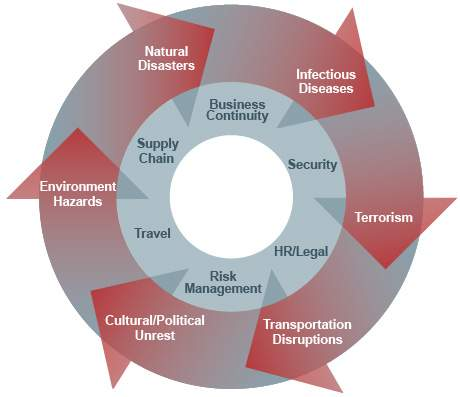 Natural
Disasters
Infectious
Diseases
Business
Continuity
Supply
Chain
Security
Environment
Hazards
Terrorism
Travel
HR/Legal
Risk
Management
Cultural/Political
Unrest
Transportation
Disruptions